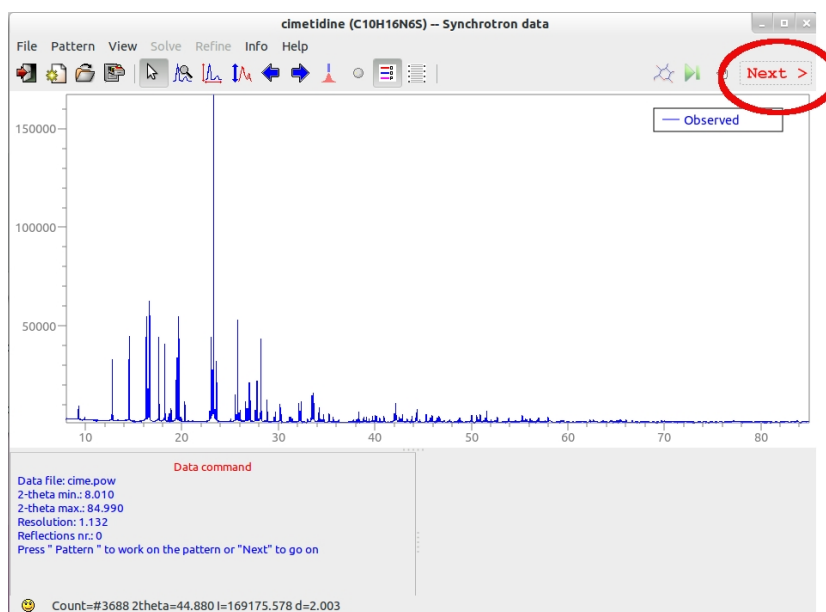 cimetidine (C10H16N6S) -- Synchrotron data
File Pattern View Solve Refine Info Help
Next >
Observed
150000
100000
50000
10 20 30 40 50 60 70 80
Data command
Data file: cime.pow
2-theta min.: 8.010
2-theta max.: 84.990
Resolution: 1.132
Reflections nr.: 0
Press " Pattern " to work on the pattern or "Next" to go on
Count=#3688 2theta=44.880 I=169175.578 d=2.003